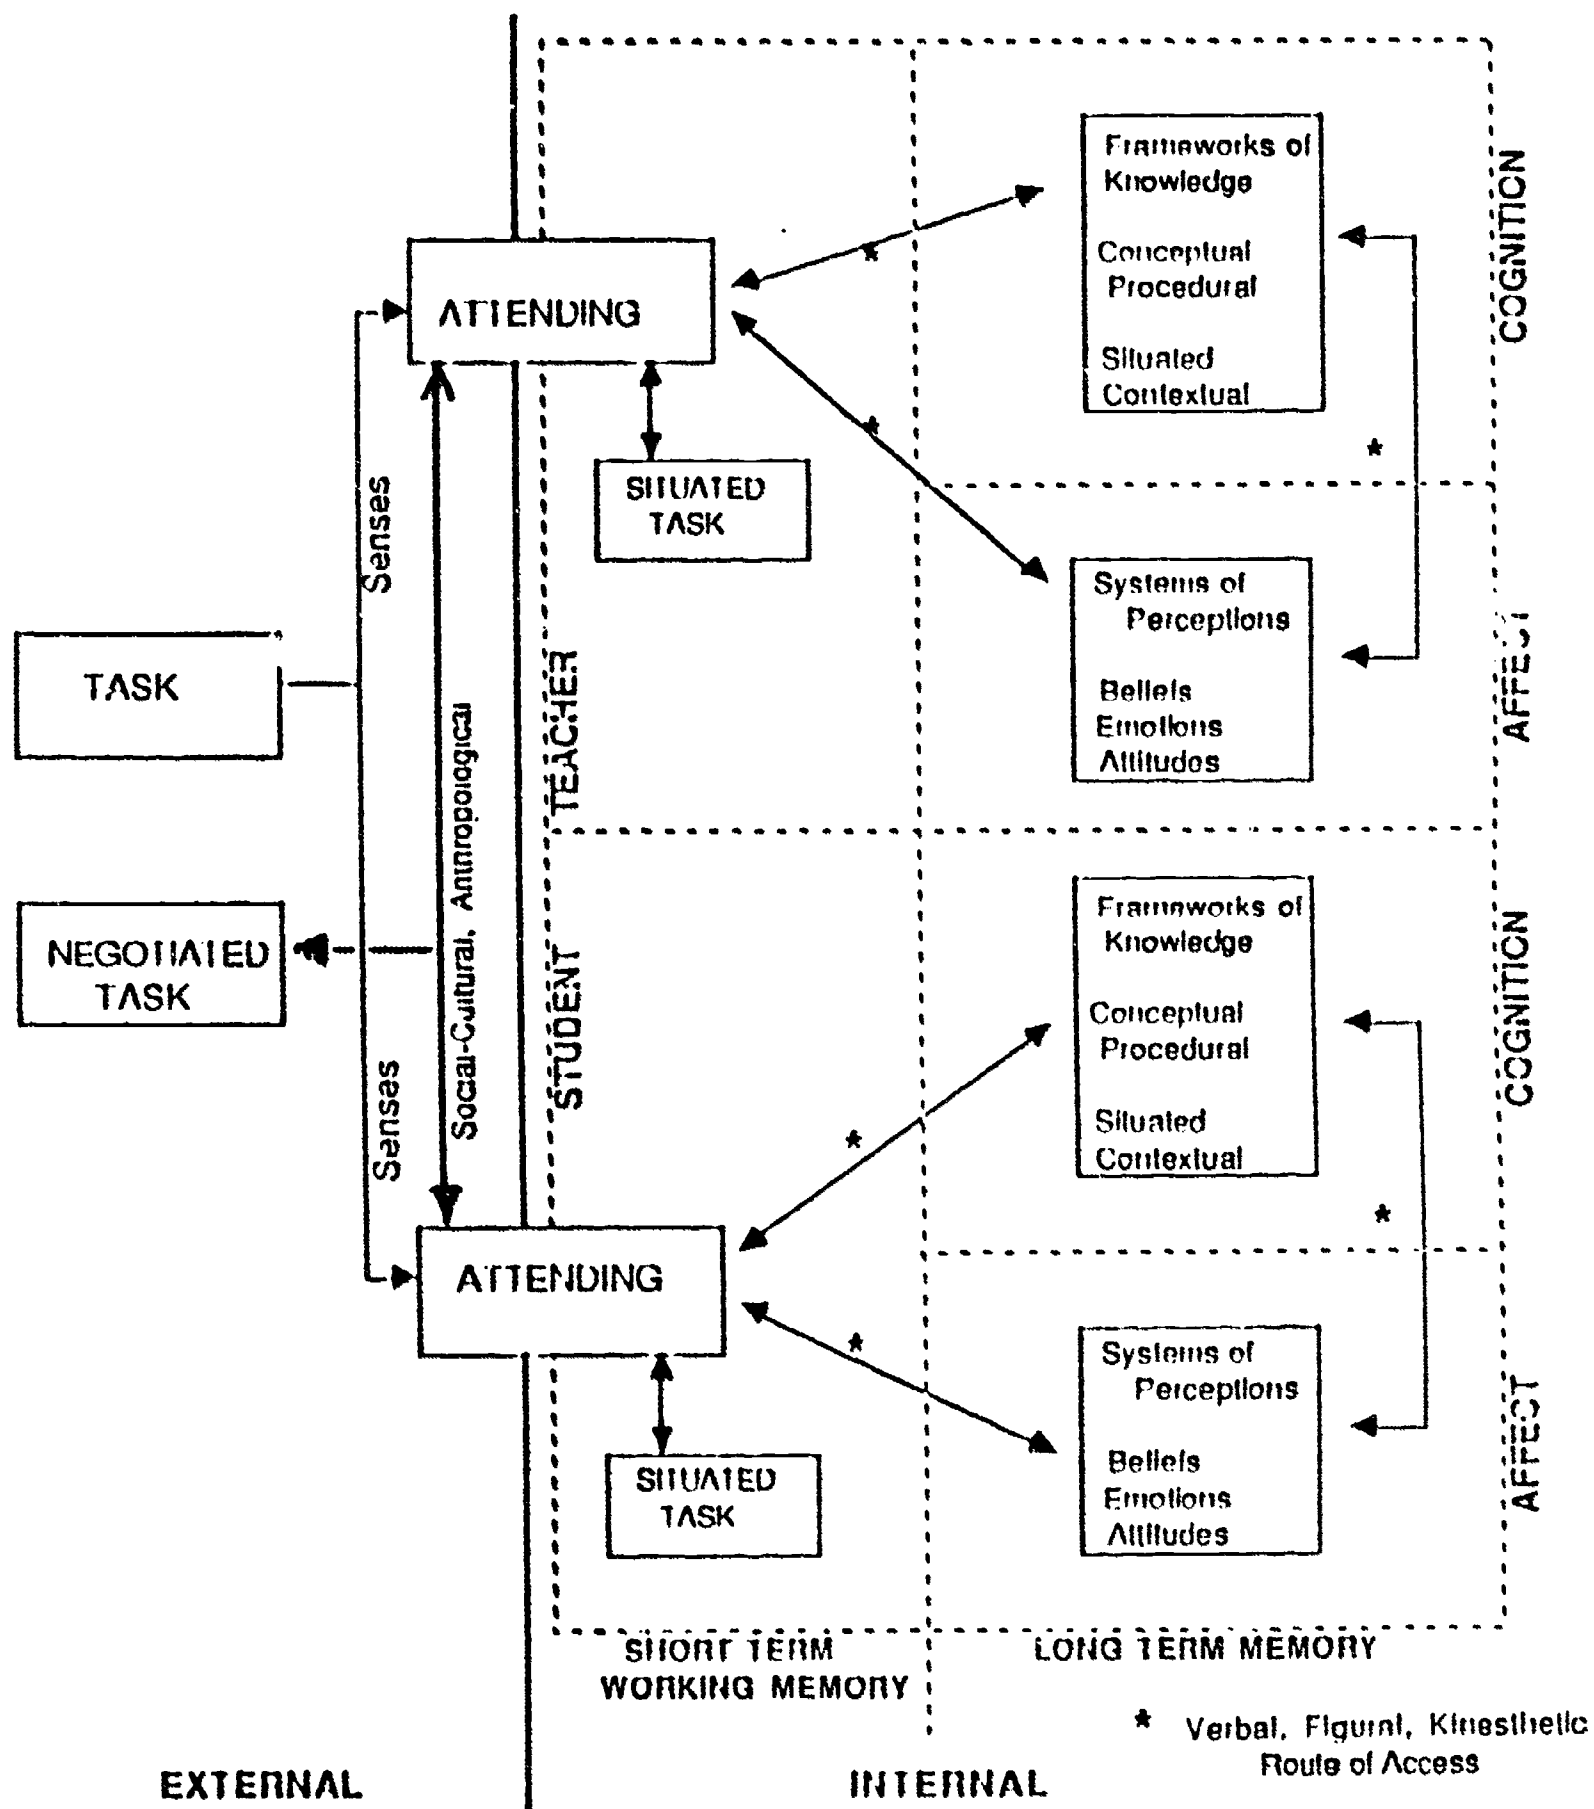 Frameworks of
Knowledge
Conceptual
Procedural
Situated
Contextual
COGNITION
ATTENDING
*
*
*
SITUATED
TASK
Senses
Systems of
Perceptions
Beliefs
Emotions
Attitudes
AFFECT
TASK
TEACHER
Social-Cultural, Antnropological
NEGOTIATED
TASK
STUDENT
Frameworks of
Knowledge
Conceptual
Procedural
Situated
Contextual
COGNITION
Senses
*
*
*
ATTENDING
SITUATED
TASK
Systems of
Perceptions
Beliefs
Emotions
Attitudes
AFFECT
SHORT TERM
WORKING MEMORY
LONG TERM MEMORY
* Verbal, Figural, Kinesthetic
Route of Access
EXTERNAL
INTERNAL